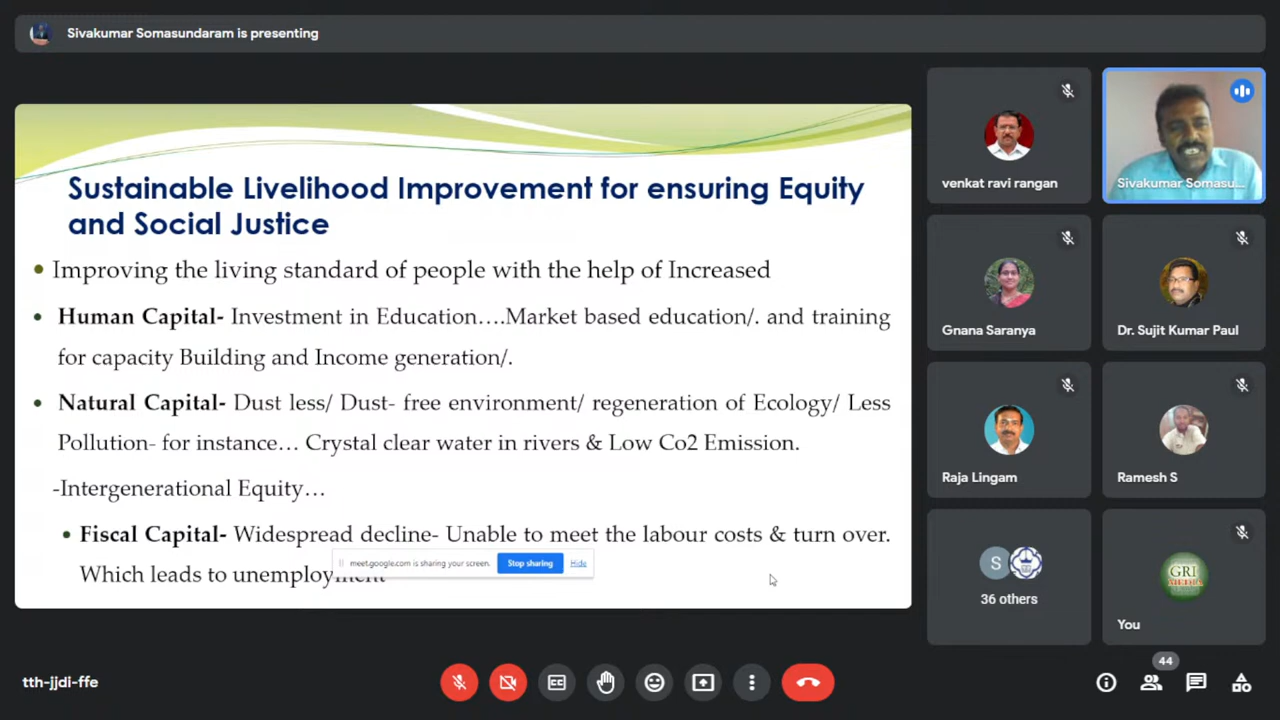 Sivakumar Somasundaram is presenting
Sustainable Livelihood Improvement for ensuring Equity
and Social Justice
• Improving the living standard of people with the help of Increased
• Human Capital- Investment in Education….Market based education/. and training
for capacity Building and Income generation/.
• Natural Capital- Dust less/ Dust- free environment/ regeneration of Ecology/ Less
Pollution- for instance… Crystal clear water in rivers & Low Co2 Emission.
-Intergenerational Equity…
• Fiscal Capital- Widespread decline- Unable to meet the labour costs & turn over.
Which leads to unemployment
meet.google.com is sharing your screen. Stop sharing Hide
venkat ravi rangan
Sivakumar Somasu...
Gnana Saranya
Dr. Sujit Kumar Paul
Raja Lingam
Ramesh S
S
36 others
GRI
MEDIA
You
tth-jjdi-ffe
CC
44